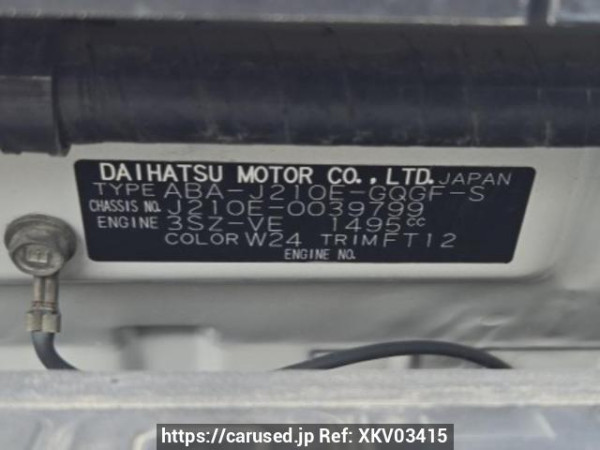 DAIHATSU MOTOR CO.,LTD. JAPAN
TYPE ABA-J210E-GQGF-S
CHASSIS NO. J210E-0039799
ENGINE 3SZ-VE 1495cc
COLOR W24 TRIM FT12
ENGINE NO.
https://carused.jp Ref: XKV03415